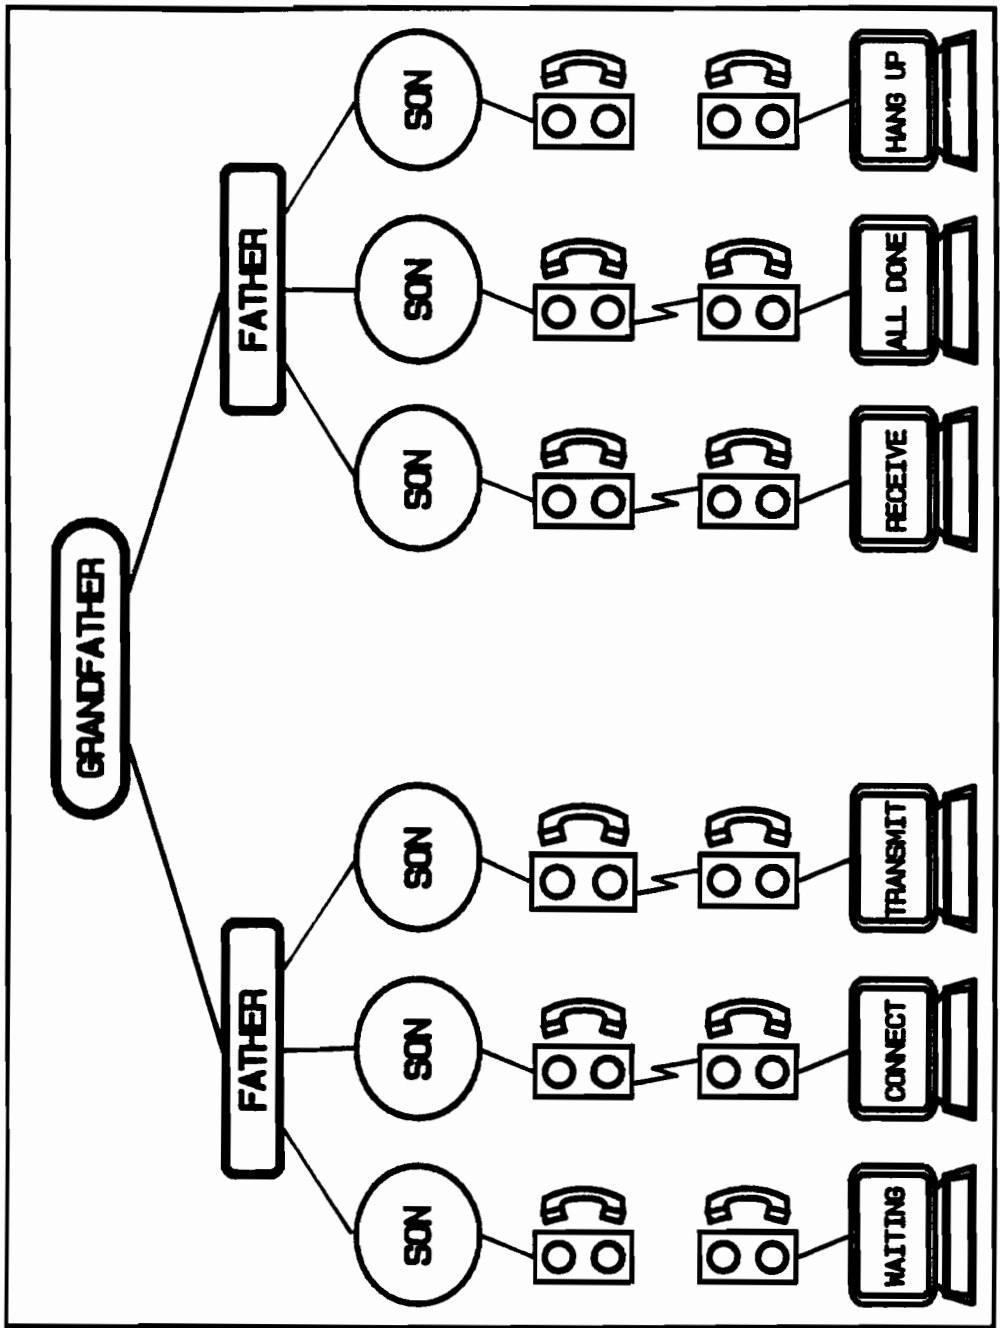 GRANDFATHER
FATHER
FATHER
SON
SON
SON
SON
SON
SON
WAITING
CONNECT
TRANSMIT
RECEIVE
ALL DONE
HANG UP